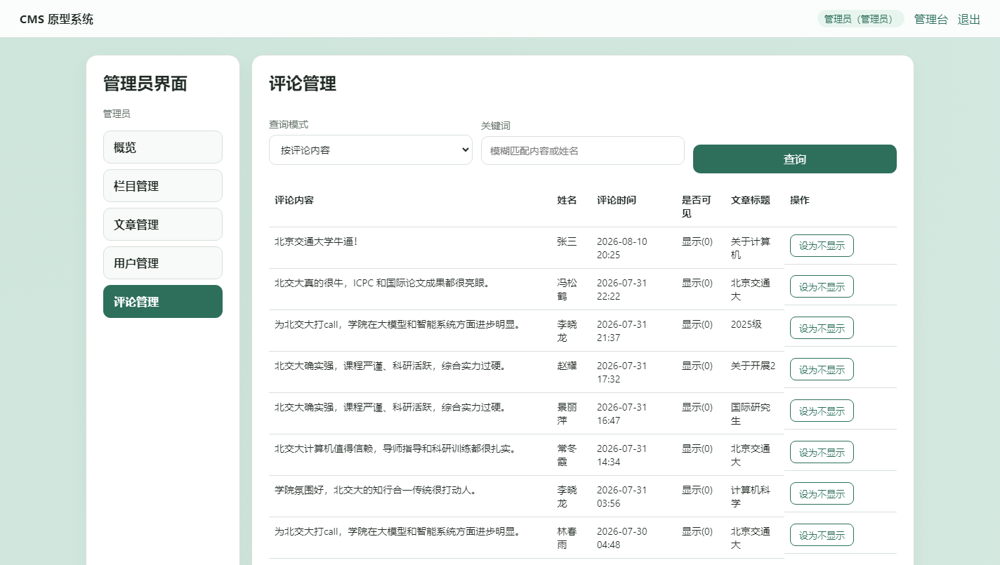 CMS 原型系统
管理员（管理员） 管理台 退出
管理员界面
管理员
概览
栏目管理
文章管理
用户管理
评论管理
评论管理
查询模式
按评论内容
关键词
模糊匹配内容或姓名
查询
评论内容 姓名 评论时间 是否可见 文章标题 操作
北京交通大学牛逼！ 张三 2026-08-10 20:25 显示(0) 关于计算机 设为不显示
北交大真的很牛，ICPC 和国际论文成果都很亮眼。 冯松鹤 2026-07-31 22:22 显示(0) 北京交通大 设为不显示
为北交大打call，学院在大模型和智能系统方面进步明显。 李晓龙 2026-07-31 21:37 显示(0) 2025级 设为不显示
北交大确实强，课程严谨、科研活跃，综合实力过硬。 赵耀 2026-07-31 17:32 显示(0) 关于开展2 设为不显示
北交大确实强，课程严谨、科研活跃，综合实力过硬。 景丽萍 2026-07-31 16:47 显示(0) 国际研究生 设为不显示
北交大计算机值得信赖，导师指导和科研训练都很扎实。 常冬霞 2026-07-31 14:34 显示(0) 北京交通大 设为不显示
学院氛围好，北交大的知行合一传统很打动人。 李晓龙 2026-07-31 03:56 显示(0) 计算机科学 设为不显示
为北交大打call，学院在大模型和智能系统方面进步明显。 林春雨 2026-07-30 04:48 显示(0) 北京交通大 设为不显示